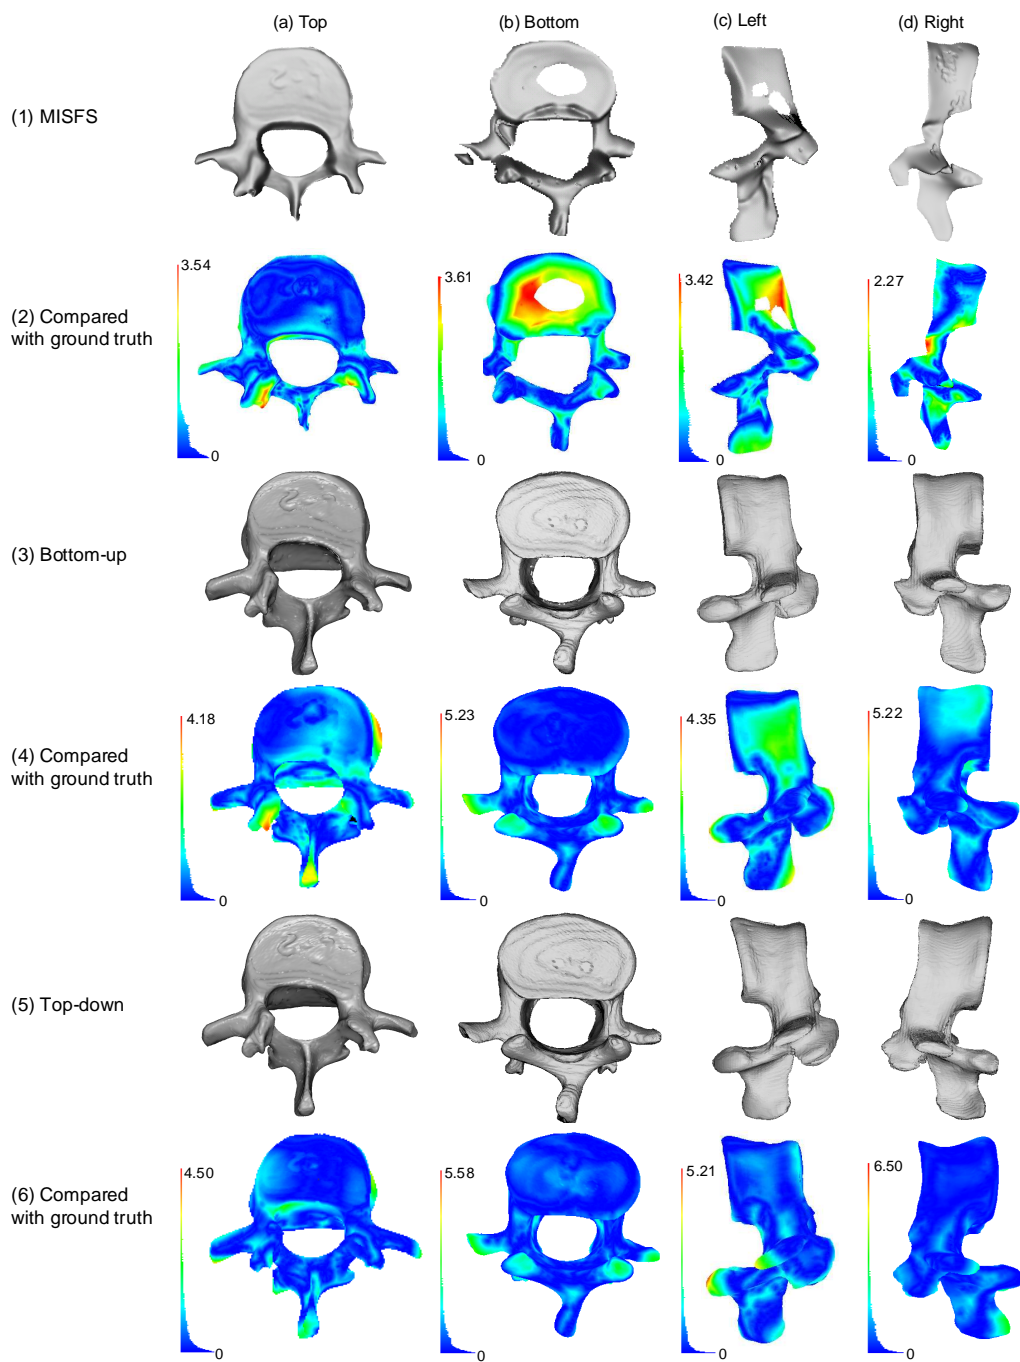 (a) Top (b) Bottom (c) Left (d) Right
(1) MISFS
3.54 3.61 3.42 2.27
(2) Compared
with ground truth
0 0 0 0
(3) Bottom-up
4.18 5.23 4.35 5.22
(4) Compared
with ground truth
0 0 0 0
(5) Top-down
4.50 5.58 5.21 6.50
(6) Compared
with ground truth
0 0 0 0